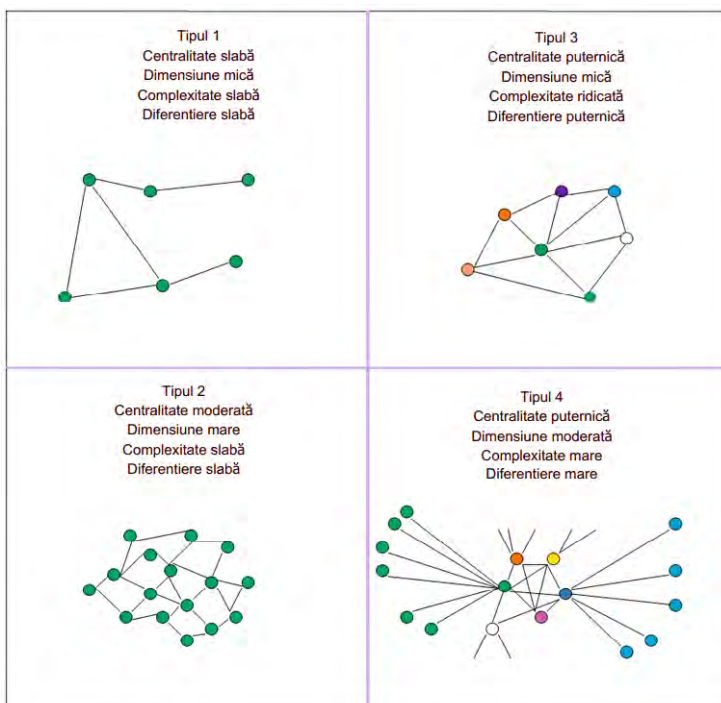 Tipul 1
Centralitate slabă
Dimensiune mică
Complexitate slabă
Diferentiere slabă
Tipul 3
Centralitate puternică
Dimensiune mică
Complexitate ridicată
Diferentiere puternică
Tipul 2
Centralitate moderată
Dimensiune mare
Complexitate slabă
Diferentiere slabă
Tipul 4
Centralitate puternică
Dimensiune moderată
Complexitate mare
Diferentiere mare